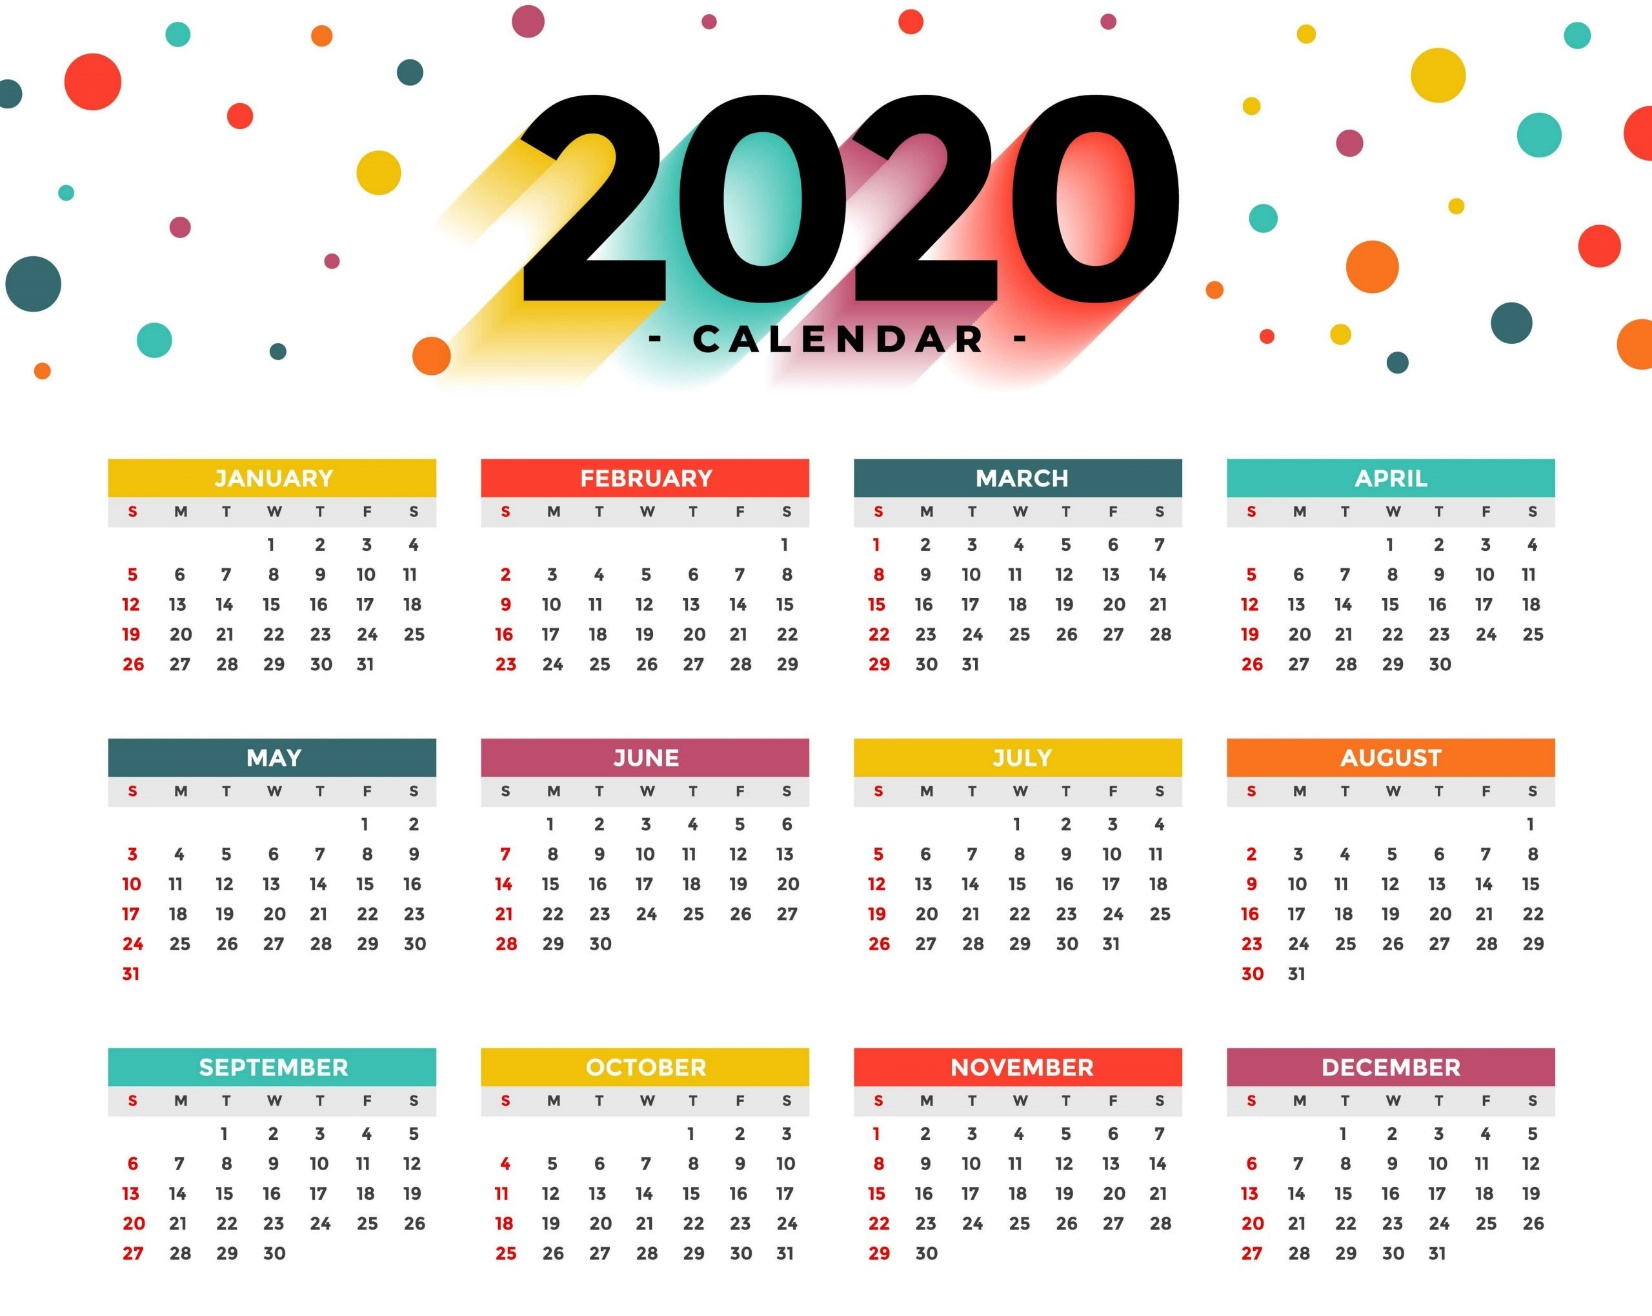 2020
- CALENDAR -
JANUARY
S M T W T F S
1 2 3 4
5 6 7 8 9 10 11
12 13 14 15 16 17 18
19 20 21 22 23 24 25
26 27 28 29 30 31
FEBRUARY
S M T W T F S
1
2 3 4 5 6 7 8
9 10 11 12 13 14 15
16 17 18 19 20 21 22
23 24 25 26 27 28 29
MARCH
S M T W T F S
1 2 3 4 5 6 7
8 9 10 11 12 13 14
15 16 17 18 19 20 21
22 23 24 25 26 27 28
29 30 31
APRIL
S M T W T F S
1 2 3 4
5 6 7 8 9 10 11
12 13 14 15 16 17 18
19 20 21 22 23 24 25
26 27 28 29 30
MAY
S M T W T F S
1 2
3 4 5 6 7 8 9
10 11 12 13 14 15 16
17 18 19 20 21 22 23
24 25 26 27 28 29 30
31
JUNE
S M T W T F S
1 2 3 4 5 6
7 8 9 10 11 12 13
14 15 16 17 18 19 20
21 22 23 24 25 26 27
28 29 30
JULY
S M T W T F S
1 2 3 4
5 6 7 8 9 10 11
12 13 14 15 16 17 18
19 20 21 22 23 24 25
26 27 28 29 30 31
AUGUST
S M T W T F S
1
2 3 4 5 6 7 8
9 10 11 12 13 14 15
16 17 18 19 20 21 22
23 24 25 26 27 28 29
30 31
SEPTEMBER
S M T W T F S
1 2 3 4 5
6 7 8 9 10 11 12
13 14 15 16 17 18 19
20 21 22 23 24 25 26
27 28 29 30
OCTOBER
S M T W T F S
1 2 3
4 5 6 7 8 9 10
11 12 13 14 15 16 17
18 19 20 21 22 23 24
25 26 27 28 29 30 31
NOVEMBER
S M T W T F S
1 2 3 4 5 6 7
8 9 10 11 12 13 14
15 16 17 18 19 20 21
22 23 24 25 26 27 28
29 30
DECEMBER
S M T W T F S
1 2 3 4 5
6 7 8 9 10 11 12
13 14 15 16 17 18 19
20 21 22 23 24 25 26
27 28 29 30 31